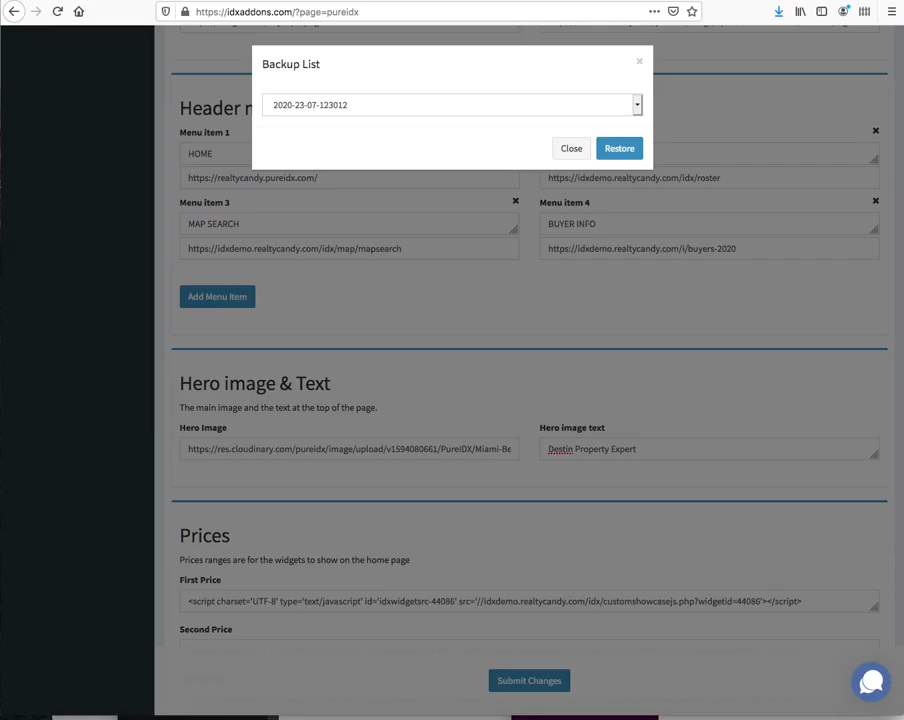 https://idxaddons.com/?page=pureidx
Backup List
×
2020-23-07-123012
Close
Restore
Header
Menu item 1
HOME
https://realtycandy.pureidx.com/
https://idxdemo.realtycandy.com/idx/roster
Menu item 3
MAP SEARCH
https://idxdemo.realtycandy.com/idx/map/mapsearch
Menu item 4
BUYER INFO
https://idxdemo.realtycandy.com/i/buyers-2020
Add Menu Item
Hero image & Text
The main image and the text at the top of the page.
Hero Image
https://res.cloudinary.com/pureidx/image/upload/v1594080661/PureIDX/Miami-Be
Hero image text
Destin Property Expert
Prices
Prices ranges are for the widgets to show on the home page
First Price
<script charset='UTF-8' type='text/javascript' id='idxwidgetsrc-44086' src='//idxdemo.realtycandy.com/idx/customshowcasejs.php?widgetid=44086'></script>
Second Price
Submit Changes